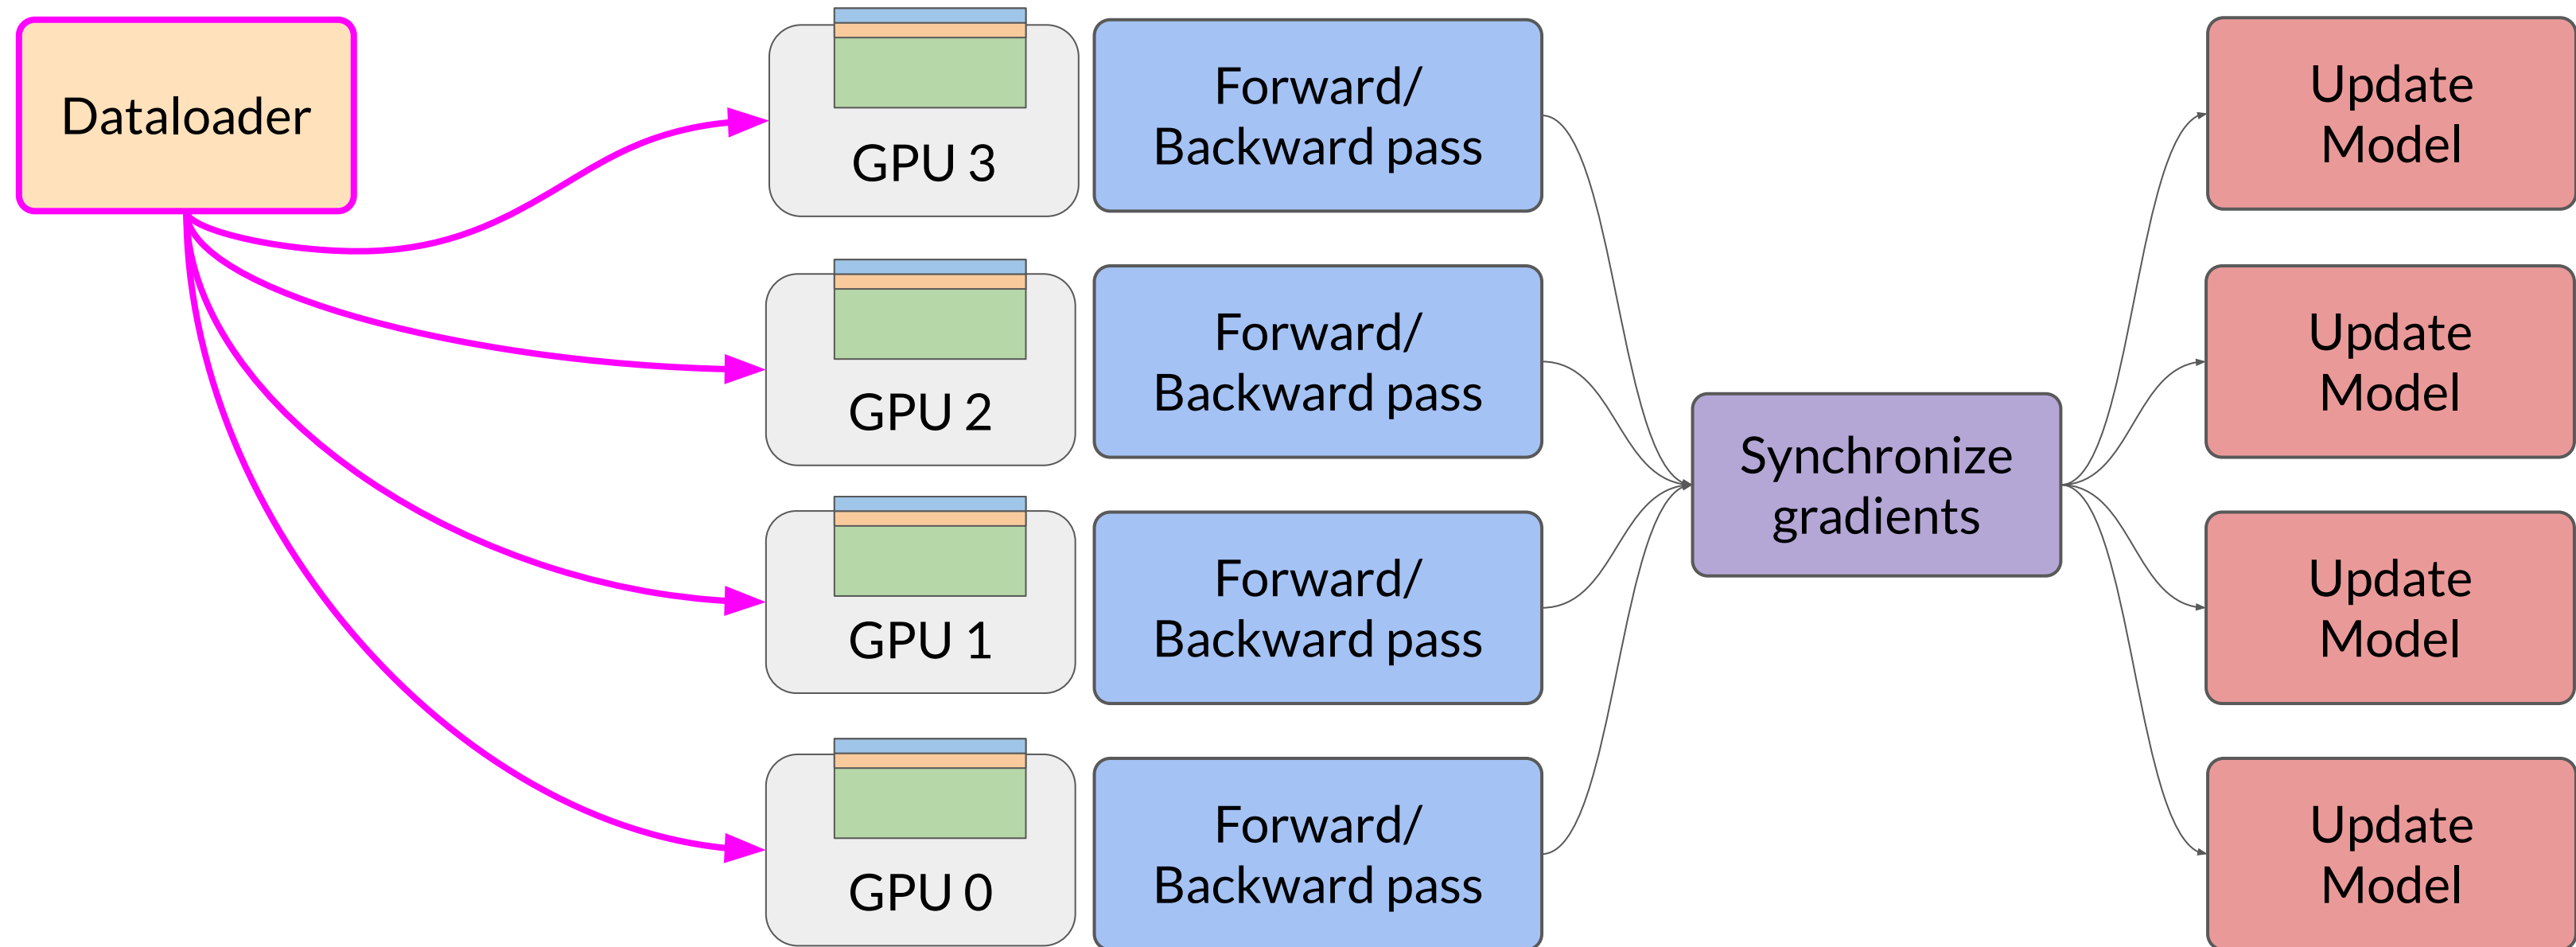 Dataloader
GPU 3
Forward/
Backward pass
Update
Model
GPU 2
Forward/
Backward pass
Update
Model
Synchronize
gradients
GPU 1
Forward/
Backward pass
Update
Model
GPU 0
Forward/
Backward pass
Update
Model